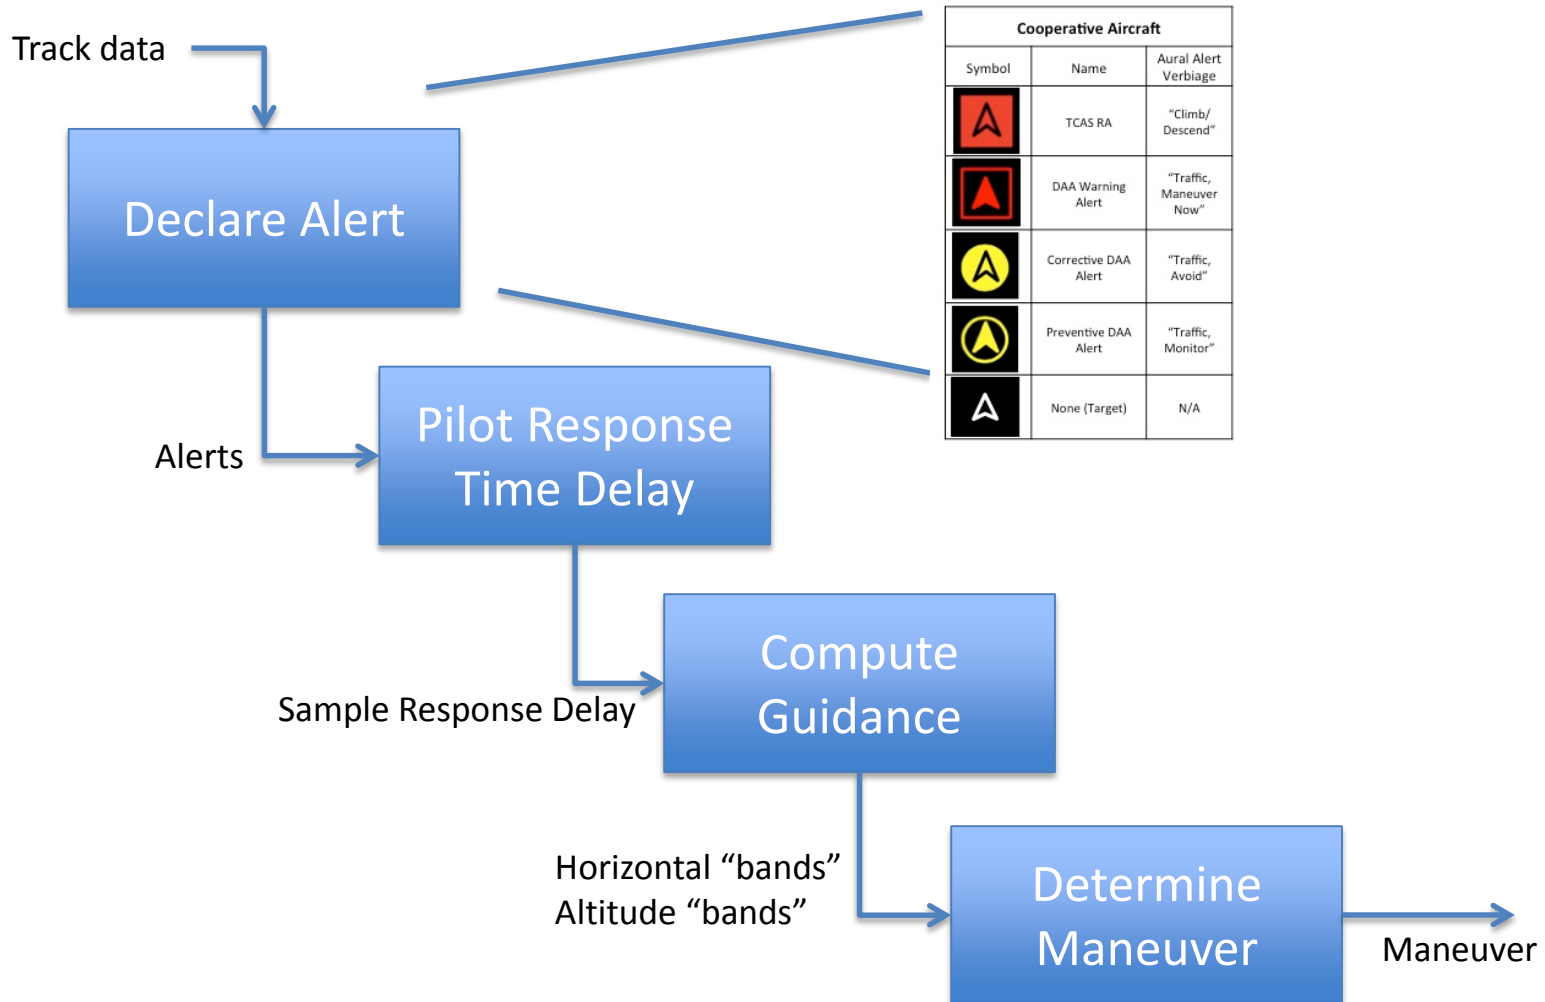 Track data
Declare Alert
Cooperative Aircraft
Symbol
Name
Aural Alert
Verbiage
TCAS RA
“Climb/
Descend”
DAA Warning
Alert
“Traffic,
Maneuver
Now”
Corrective DAA
Alert
“Traffic,
Avoid”
Preventive DAA
Alert
“Traffic,
Monitor”
None (Target)
N/A
Alerts
Pilot Response
Time Delay
Sample Response Delay
Compute
Guidance
Horizontal “bands”
Altitude “bands”
Determine
Maneuver
Maneuver